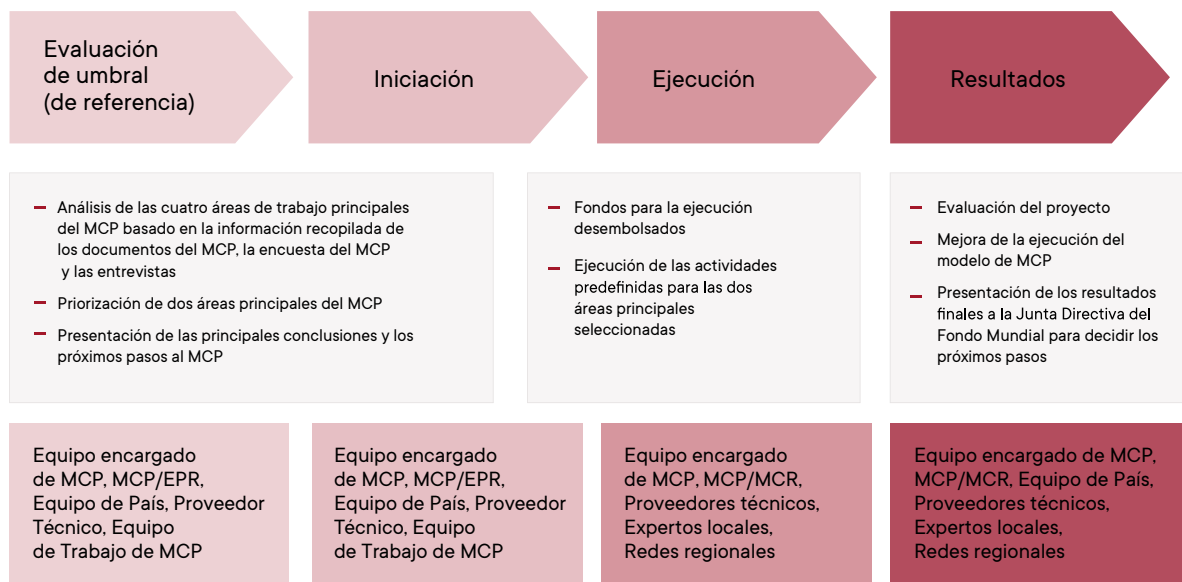 Evaluación
de umbral
(de referencia)
Iniciación
Ejecución
Resultados
Análisis de las cuatro áreas de trabajo principales
del MCP basado en la información recopilada de
los documentos del MCP, la encuesta del MCP
y las entrevistas
Priorización de dos áreas principales del MCP
Presentación de las principales conclusiones y los
próximos pasos al MCP
Fondos para la ejecución
desembolsados
Ejecución de las actividades
predefinidas para las dos
áreas principales
seleccionadas
Evaluación del proyecto
Mejora de la ejecución del
modelo de MCP
Presentación de los resultados
finales a la Junta Directiva del
Fondo Mundial para decidir los
próximos pasos
Equipo encargado
de MCP, MCP/EPR,
Equipo de País, Proveedor
Técnico, Equipo
de Trabajo de MCP
Equipo encargado
de MCP, MCP/EPR,
Equipo de País, Proveedor
Técnico, Equipo
de Trabajo de MCP
Equipo encargado
de MCP, MCP/MCR,
Proveedores técnicos,
Expertos locales,
Redes regionales
Equipo encargado de MCP,
MCP/MCR, Equipo de País,
Proveedores técnicos,
Expertos locales,
Redes regionales